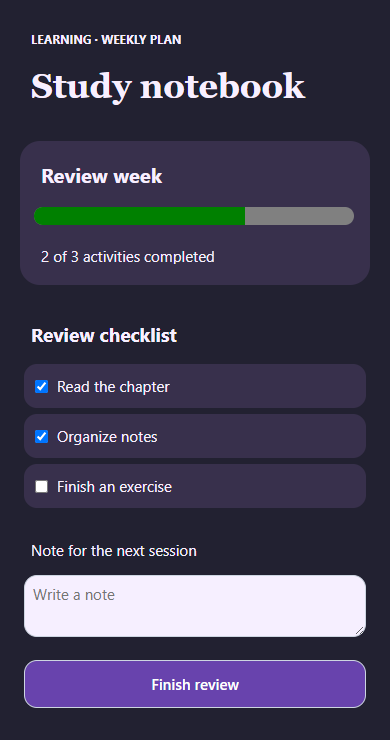 LEARNING · WEEKLY PLAN
Study notebook
Review week
2 of 3 activities completed
Review checklist
Read the chapter
Organize notes
Finish an exercise
Note for the next session
Write a note
Finish review